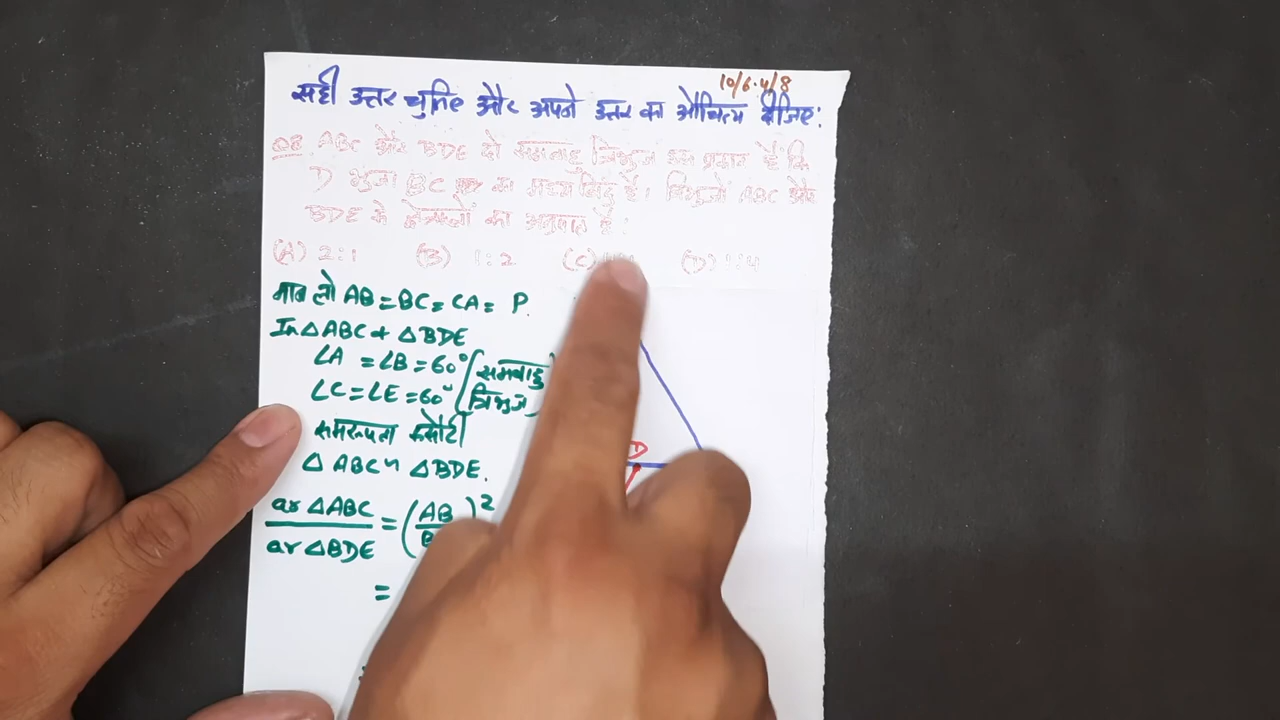 10/6.4/8
सही उत्तर चुनिए और अपने उत्तर का औचित्य दीजिए:
Q8. ABC और BDE दो समबाहु त्रिभुज इस प्रकार हैं कि
D भुजा BC का मध्य बिंदु है। त्रिभुजों ABC और
BDE के क्षेत्रफलों का अनुपात है:
(A) 2:1 (B) 1:2 (C) (D) 1:4
मान लो AB = BC = CA = P.
In △ABC & △BDE
∠A = ∠B = 60° (समबाहु
∠C = ∠E = 60° त्रिभुज)
समरूपता कसौटी
△ ABC ~ △BDE.
ar △ABC = (AB )2
ar △BDE B
=
D